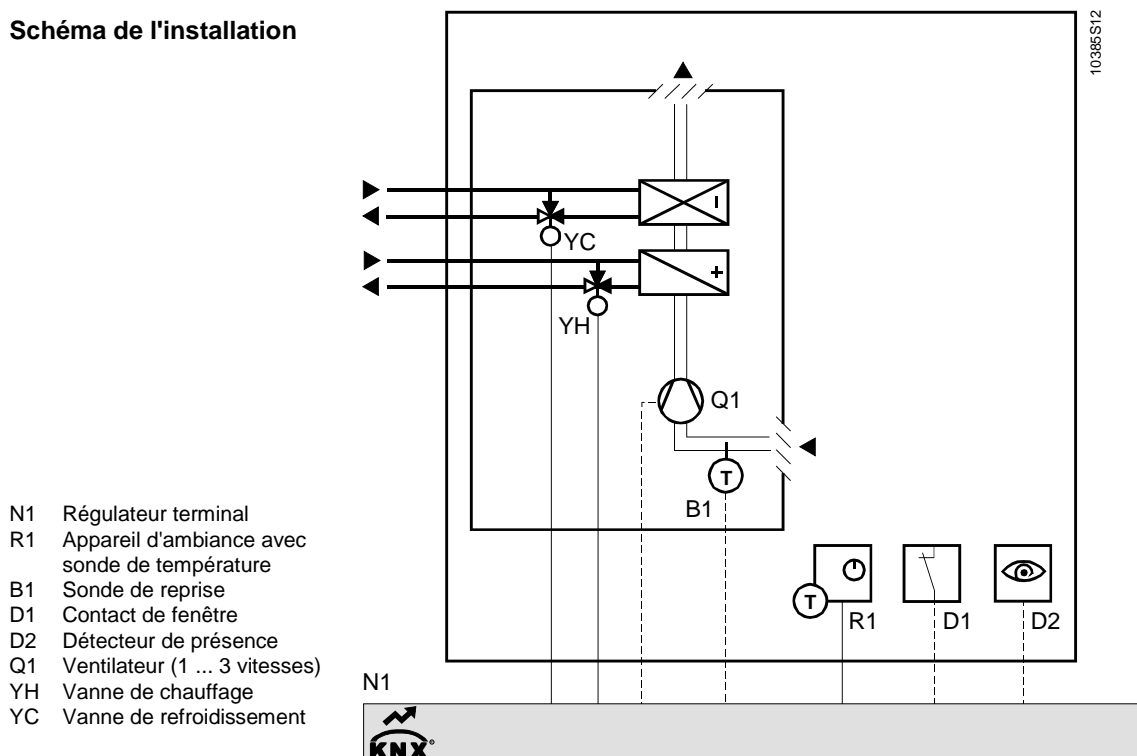 Schéma de l'installation
10385S12
YC
YH
Q1
T
B1
T
R1
D1
D2
N1 Régulateur terminal
R1 Appareil d'ambiance avec
sonde de température
B1 Sonde de reprise
D1 Contact de fenêtre
D2 Détecteur de présence
Q1 Ventilateur (1 ... 3 vitesses)
YH Vanne de chauffage
YC Vanne de refroidissement
N1
KNX®